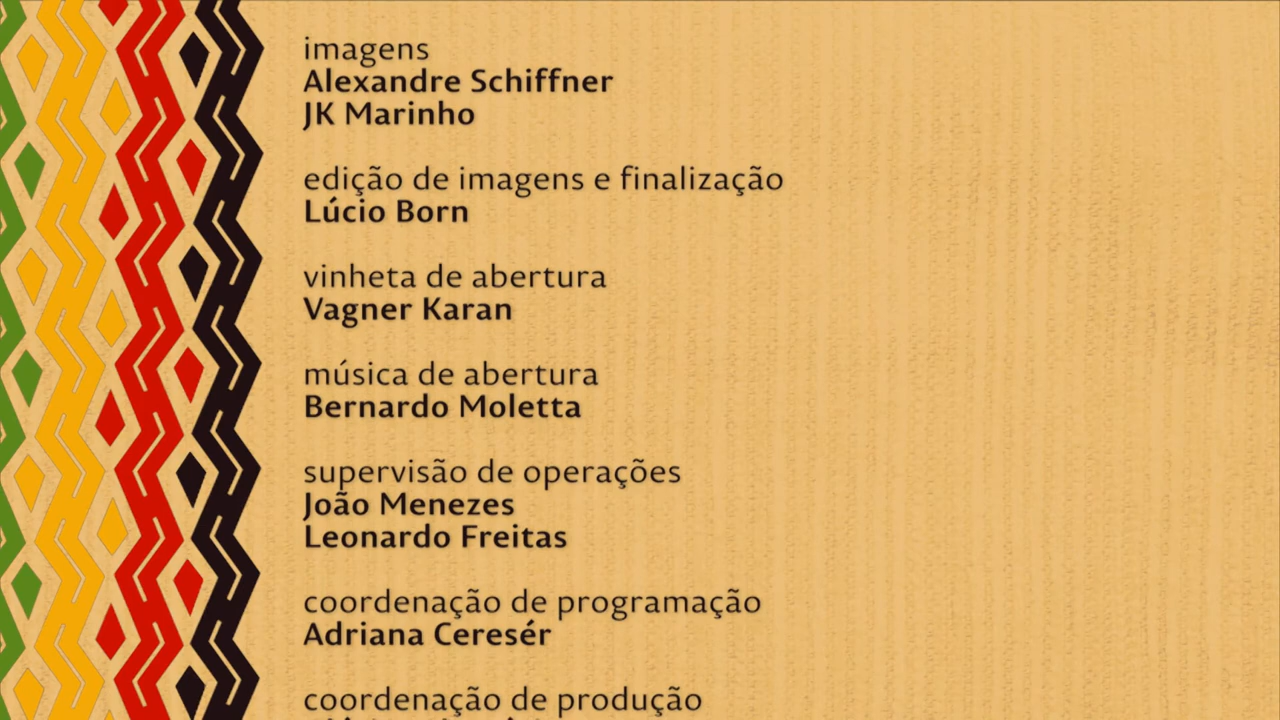 imagens
Alexandre Schiffner
JK Marinho
edição de imagens e finalização
Lúcio Born
vinheta de abertura
Vagner Karan
música de abertura
Bernardo Moletta
supervisão de operações
João Menezes
Leonardo Freitas
coordenação de programação
Adriana Ceresér
coordenação de produção